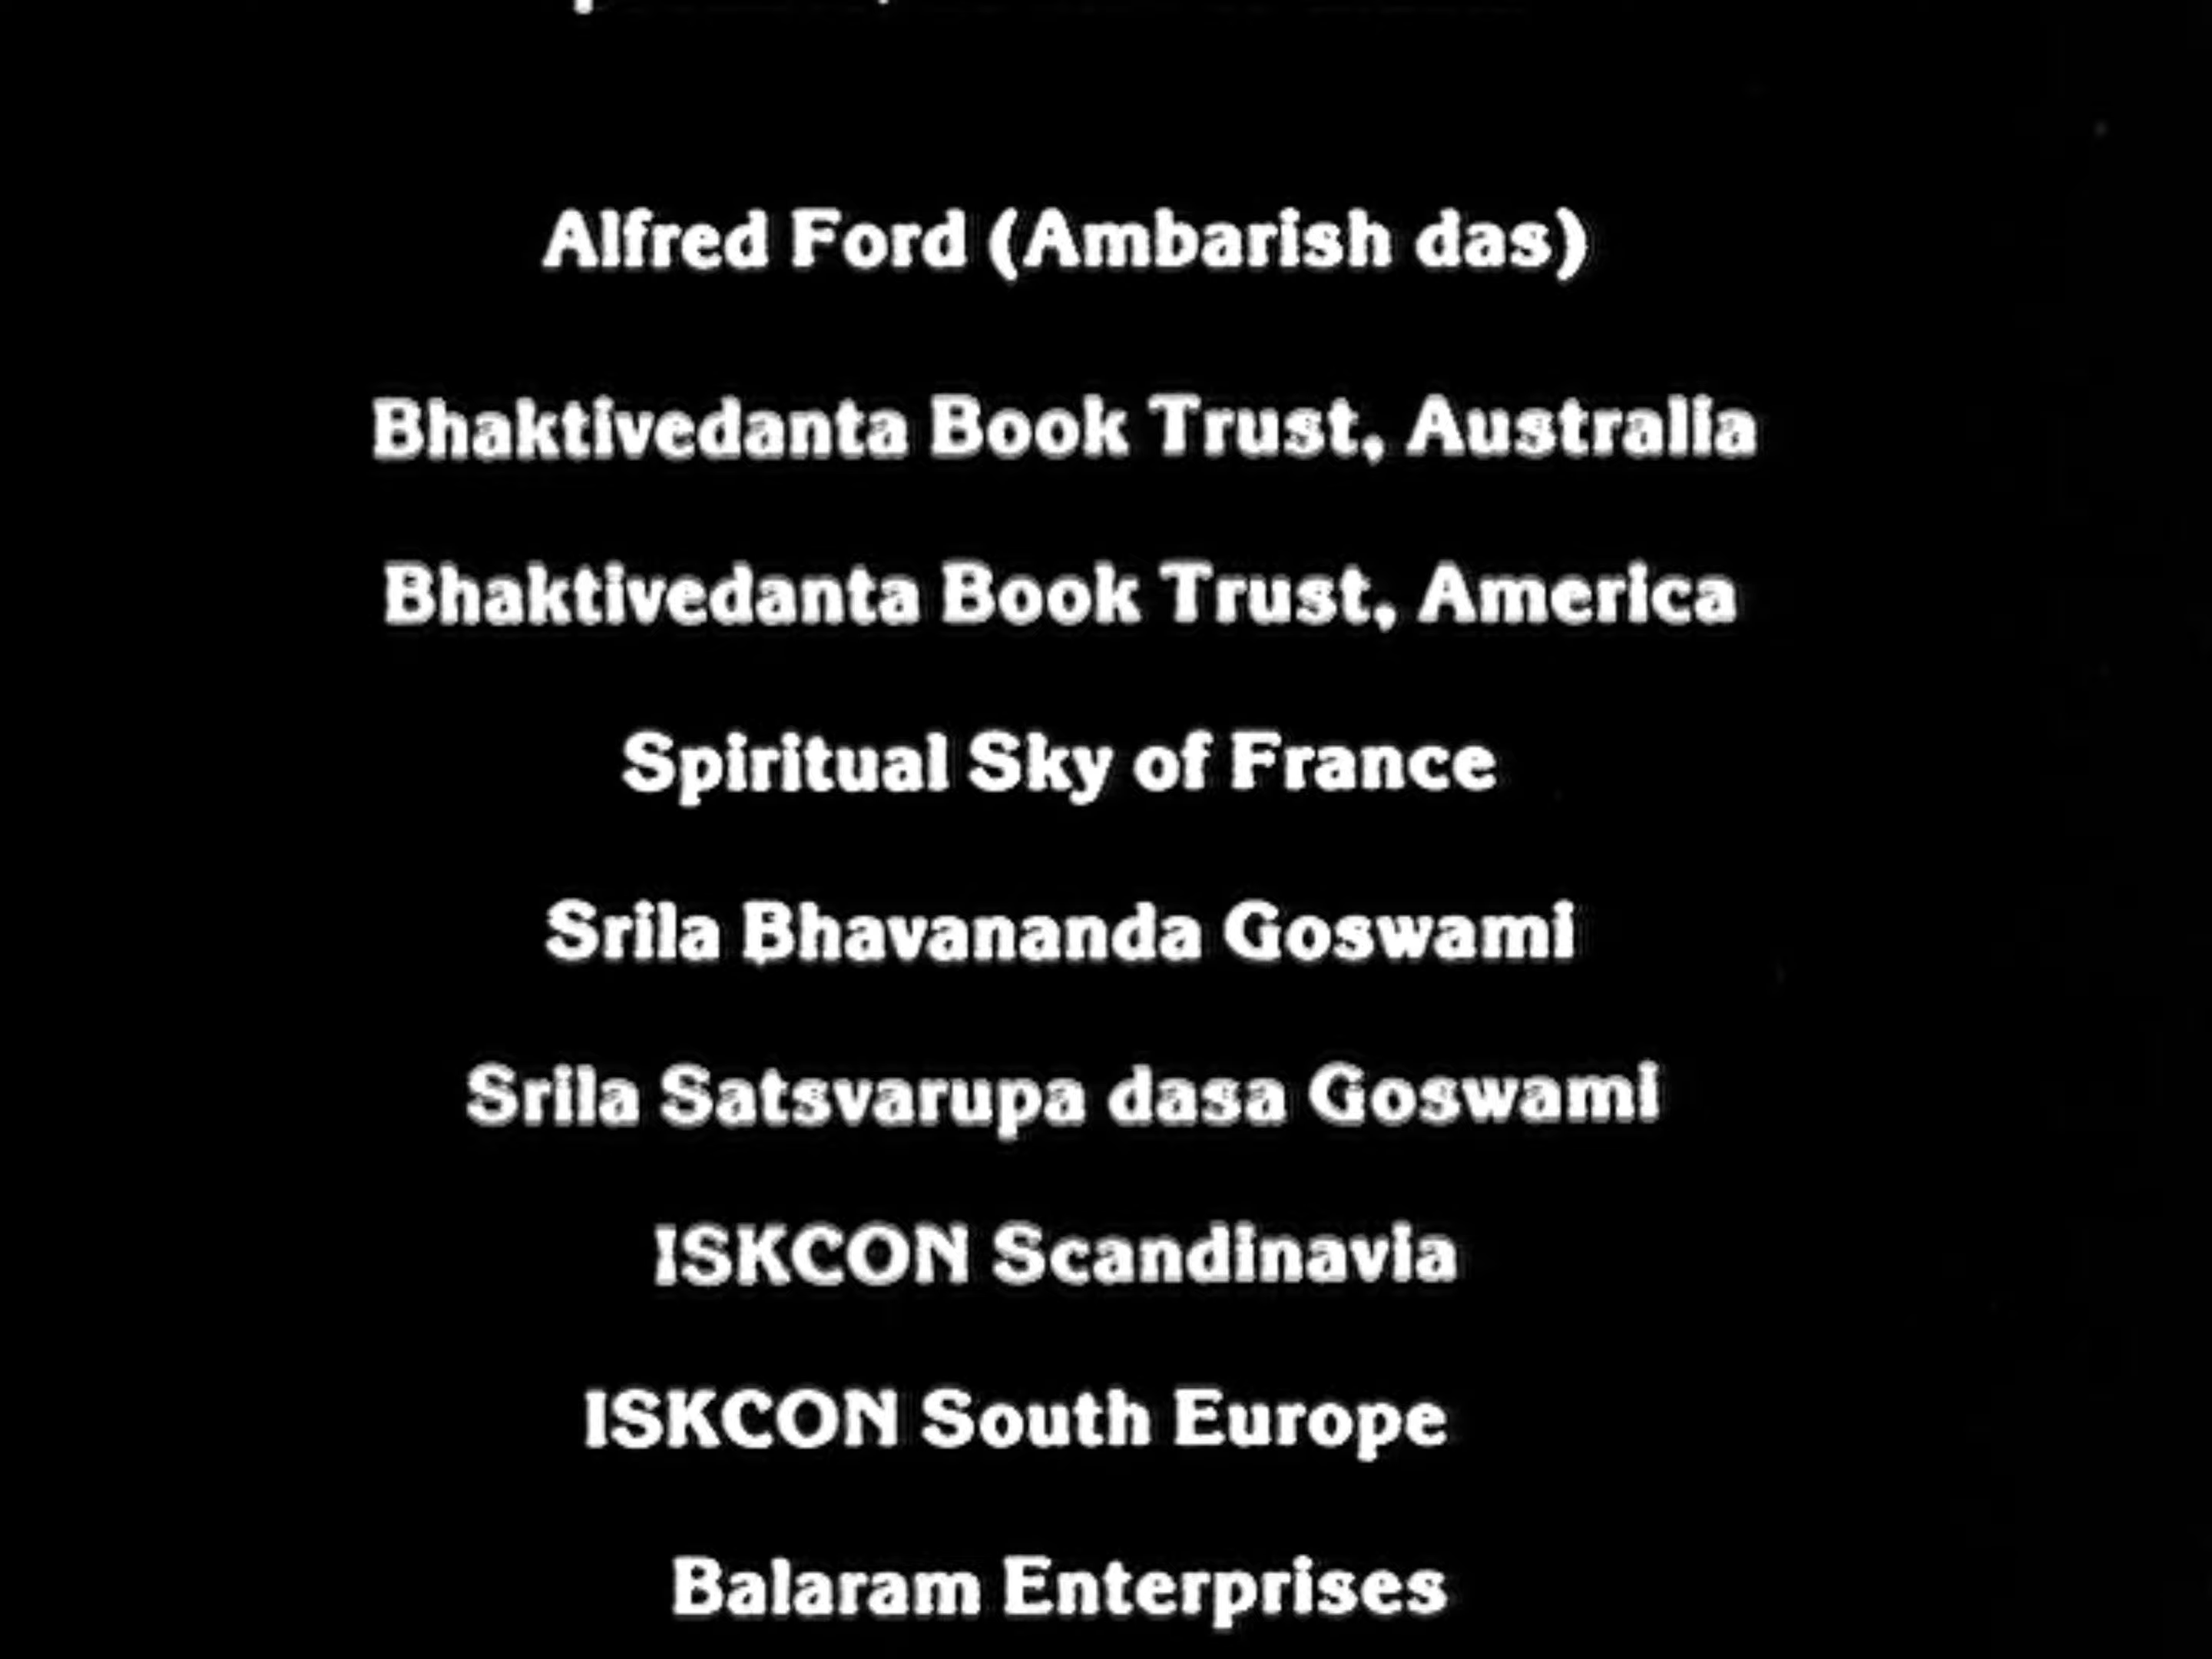 Alfred Ford (Ambarish das)
Bhaktivedanta Book Trust, Australia
Bhaktivedanta Book Trust, America
Spiritual Sky of France
Srila Bhavananda Goswami
Srila Satsvarupa dasa Goswami
ISKCON Scandinavia
ISKCON South Europe
Balaram Enterprises